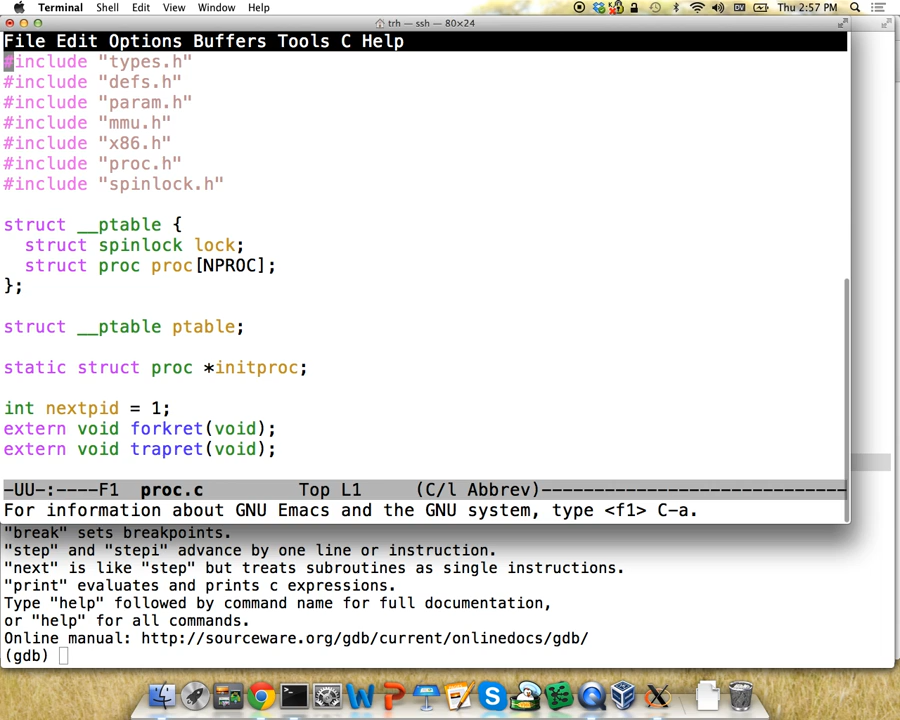 Terminal Shell Edit View Window Help Thu 2:57 PM
trh — ssh — 80×24
File Edit Options Buffers Tools C Help
#include "types.h"
#include "defs.h"
#include "param.h"
#include "mmu.h"
#include "x86.h"
#include "proc.h"
#include "spinlock.h"
struct __ptable {
  struct spinlock lock;
  struct proc proc[NPROC];
};
struct __ptable ptable;
static struct proc *initproc;
int nextpid = 1;
extern void forkret(void);
extern void trapret(void);
-UU-:----F1  proc.c         Top L1     (C/l Abbrev)-----------------------------
For information about GNU Emacs and the GNU system, type <f1> C-a.
"break" sets breakpoints.
"step" and "stepi" advance by one line or instruction.
"next" is like "step" but treats subroutines as single instructions.
"print" evaluates and prints c expressions.
Type "help" followed by command name for full documentation,
or "help" for all commands.
Online manual: http://sourceware.org/gdb/current/onlinedocs/gdb/
(gdb)